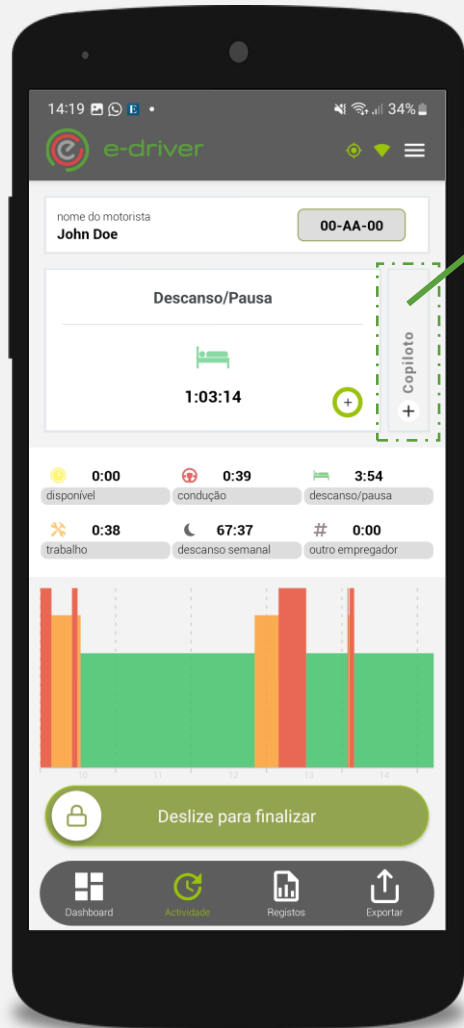 14:19
34%
e-driver
nome do motorista
John Doe
00-AA-00
Descanso/Pausa
1:03:14
+
Copiloto
+
0:00
0:39
3:54
disponível
condução
descanso/pausa
0:38
67:37
# 0:00
trabalho
descanso semanal
outro empregador
10 11 12 13 14
Deslize para finalizar
Dashboard
Actividade
Registos
Exportar